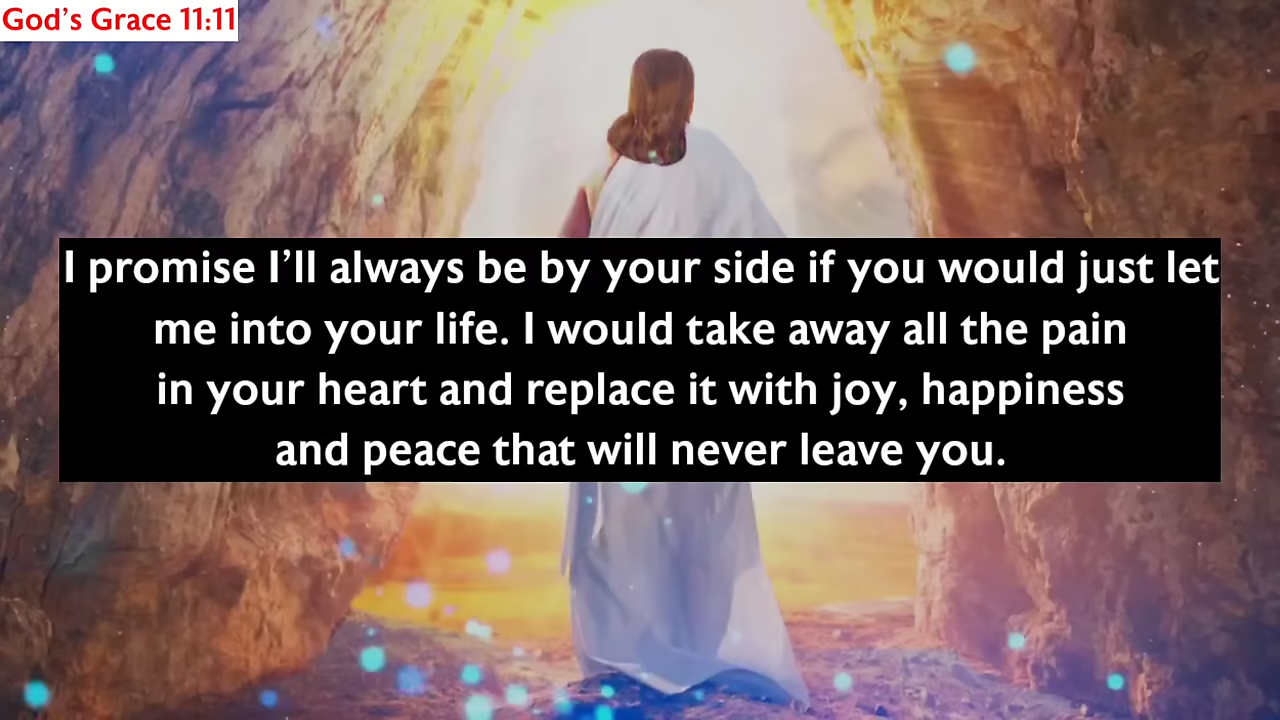 God’s Grace 11:11
I promise I’ll always be by your side if you would just let
me into your life. I would take away all the pain
in your heart and replace it with joy, happiness
and peace that will never leave you.